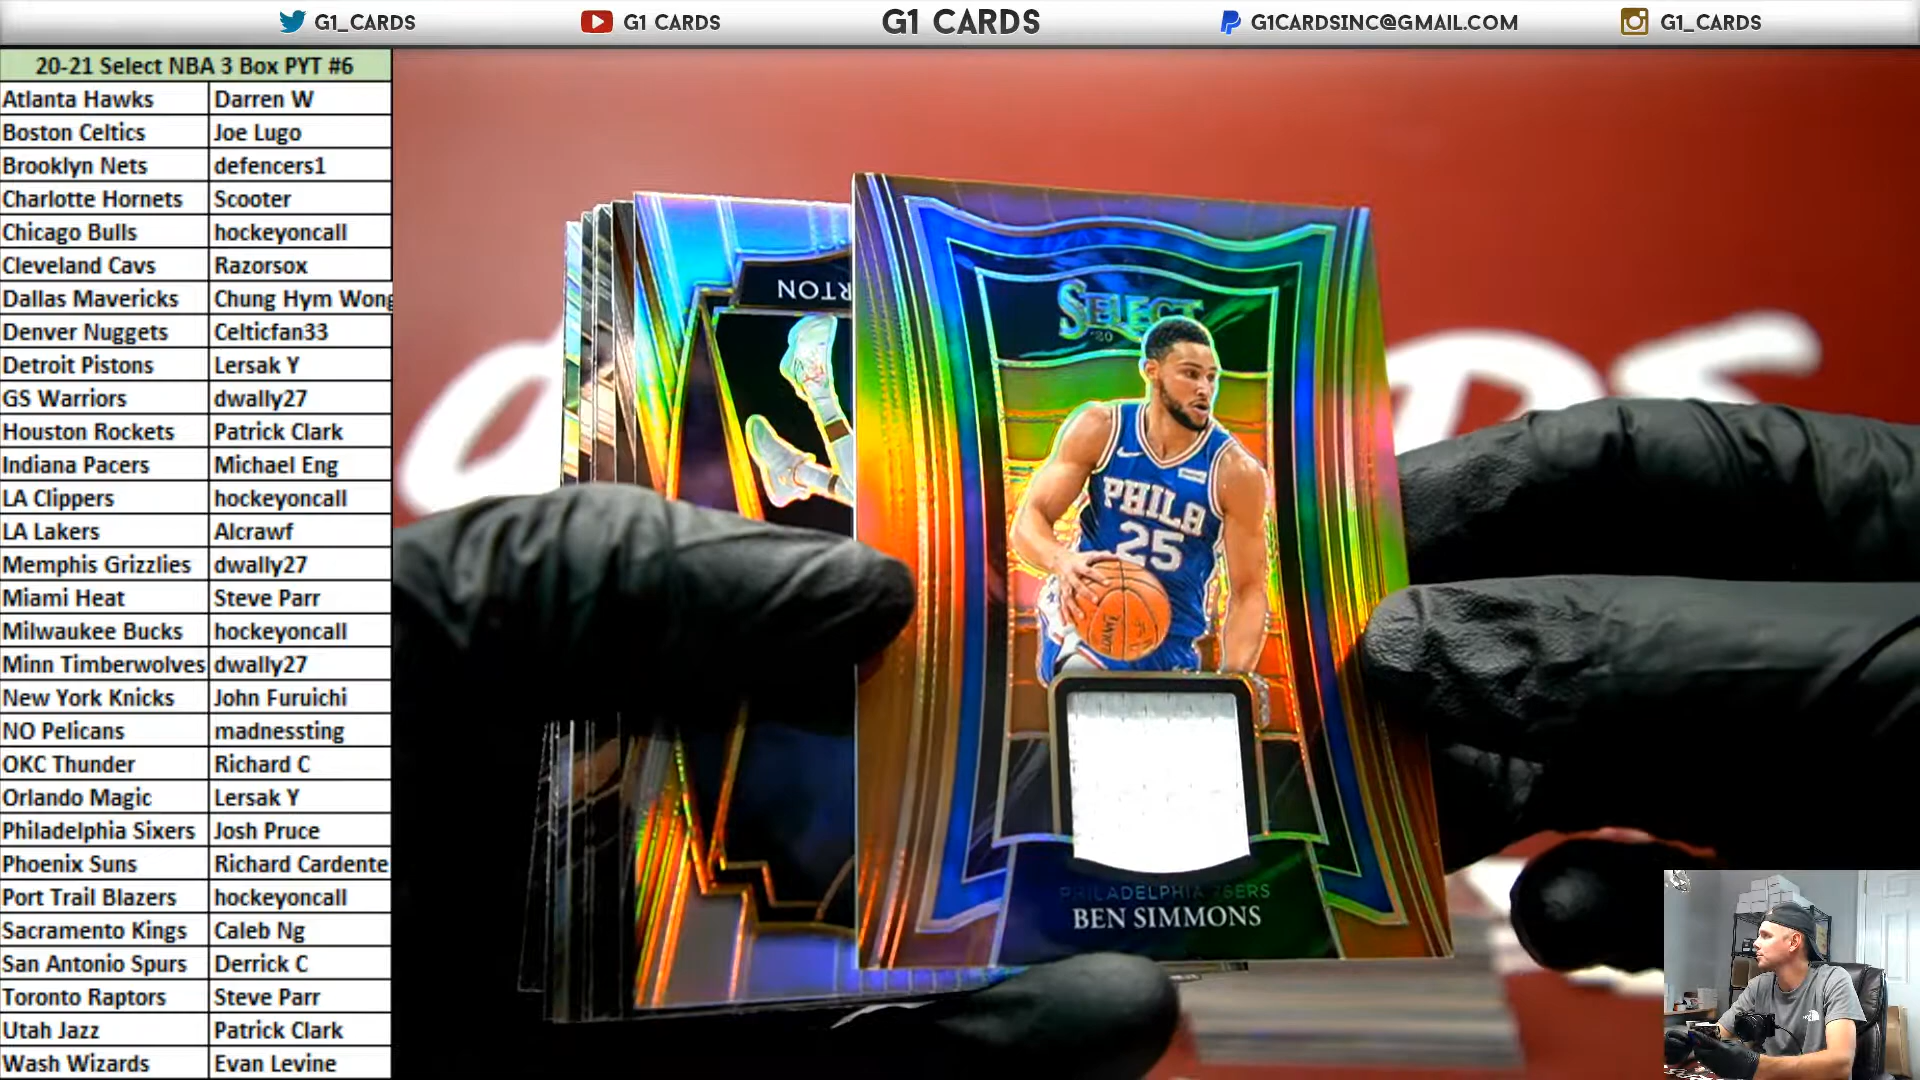 G1_CARDS G1 CARDS G1 CARDS G1CARDSINC@GMAIL.COM G1_CARDS
20-21 Select NBA 3 Box PYT #6
Atlanta Hawks Darren W
Boston Celtics Joe Lugo
Brooklyn Nets defencers1
Charlotte Hornets Scooter
Chicago Bulls hockeyoncall
Cleveland Cavs Razorsox
Dallas Mavericks Chung Hym Wong
Denver Nuggets Celticfan33
Detroit Pistons Lersak Y
GS Warriors dwally27
Houston Rockets Patrick Clark
Indiana Pacers Michael Eng
LA Clippers hockeyoncall
LA Lakers Alcrawf
Memphis Grizzlies dwally27
Miami Heat Steve Parr
Milwaukee Bucks hockeyoncall
Minn Timberwolves dwally27
New York Knicks John Furuichi
NO Pelicans madnessting
OKC Thunder Richard C
Orlando Magic Lersak Y
Philadelphia Sixers Josh Pruce
Phoenix Suns Richard Cardente
Port Trail Blazers hockeyoncall
Sacramento Kings Caleb Ng
San Antonio Spurs Derrick C
Toronto Raptors Steve Parr
Utah Jazz Patrick Clark
Wash Wizards Evan Levine
RTON
SELECT
'20
PHILA
25
PHILADELPHIA 76ERS
BEN SIMMONS